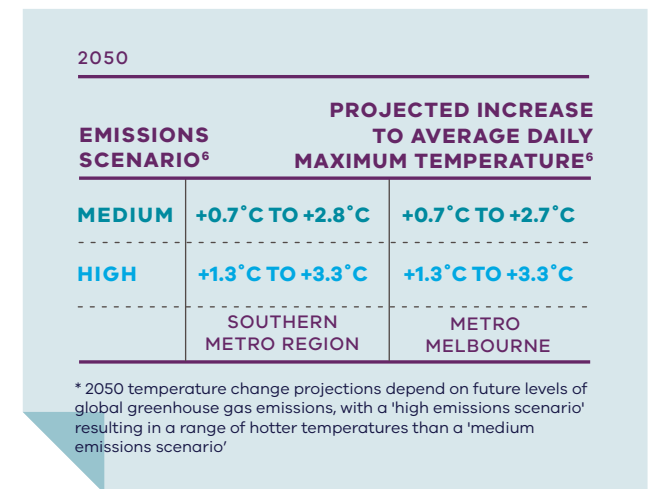 2050
EMISSIONS
SCENARIO⁶
PROJECTED INCREASE
TO AVERAGE DAILY
MAXIMUM TEMPERATURE⁶
MEDIUM +0.7˚C TO +2.8˚C +0.7˚C TO +2.7˚C
HIGH +1.3˚C TO +3.3˚C +1.3˚C TO +3.3˚C
SOUTHERN
METRO REGION
METRO
MELBOURNE
* 2050 temperature change projections depend on future levels of
global greenhouse gas emissions, with a 'high emissions scenario'
resulting in a range of hotter temperatures than a 'medium
emissions scenario’